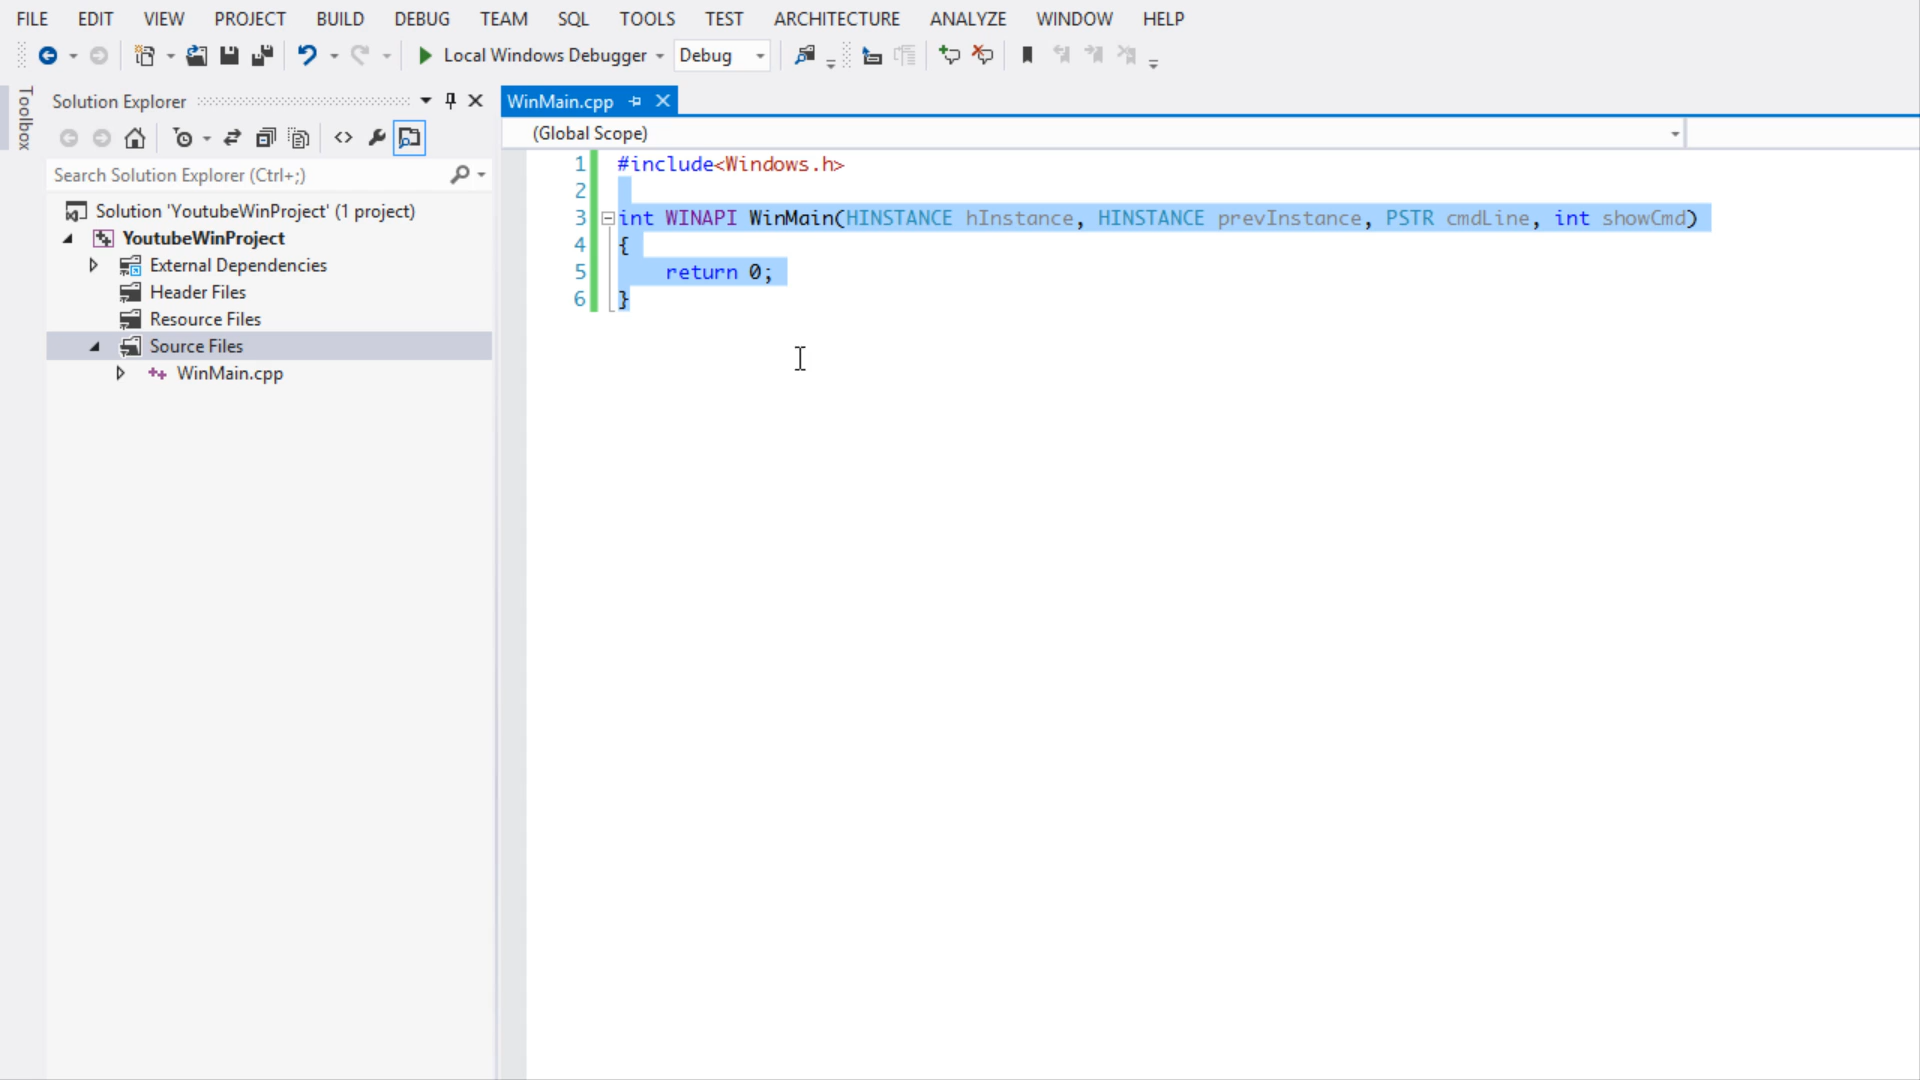 FILE EDIT VIEW PROJECT BUILD DEBUG TEAM SQL TOOLS TEST ARCHITECTURE ANALYZE WINDOW HELP
Local Windows Debugger Debug
Toolbox
Solution Explorer
WinMain.cpp
(Global Scope)
Search Solution Explorer (Ctrl+;)
Solution 'YoutubeWinProject' (1 project)
YoutubeWinProject
External Dependencies
Header Files
Resource Files
Source Files
WinMain.cpp
1 #include<Windows.h>
2
3 int WINAPI WinMain(HINSTANCE hInstance, HINSTANCE prevInstance, PSTR cmdLine, int showCmd)
4 {
5 return 0;
6 }